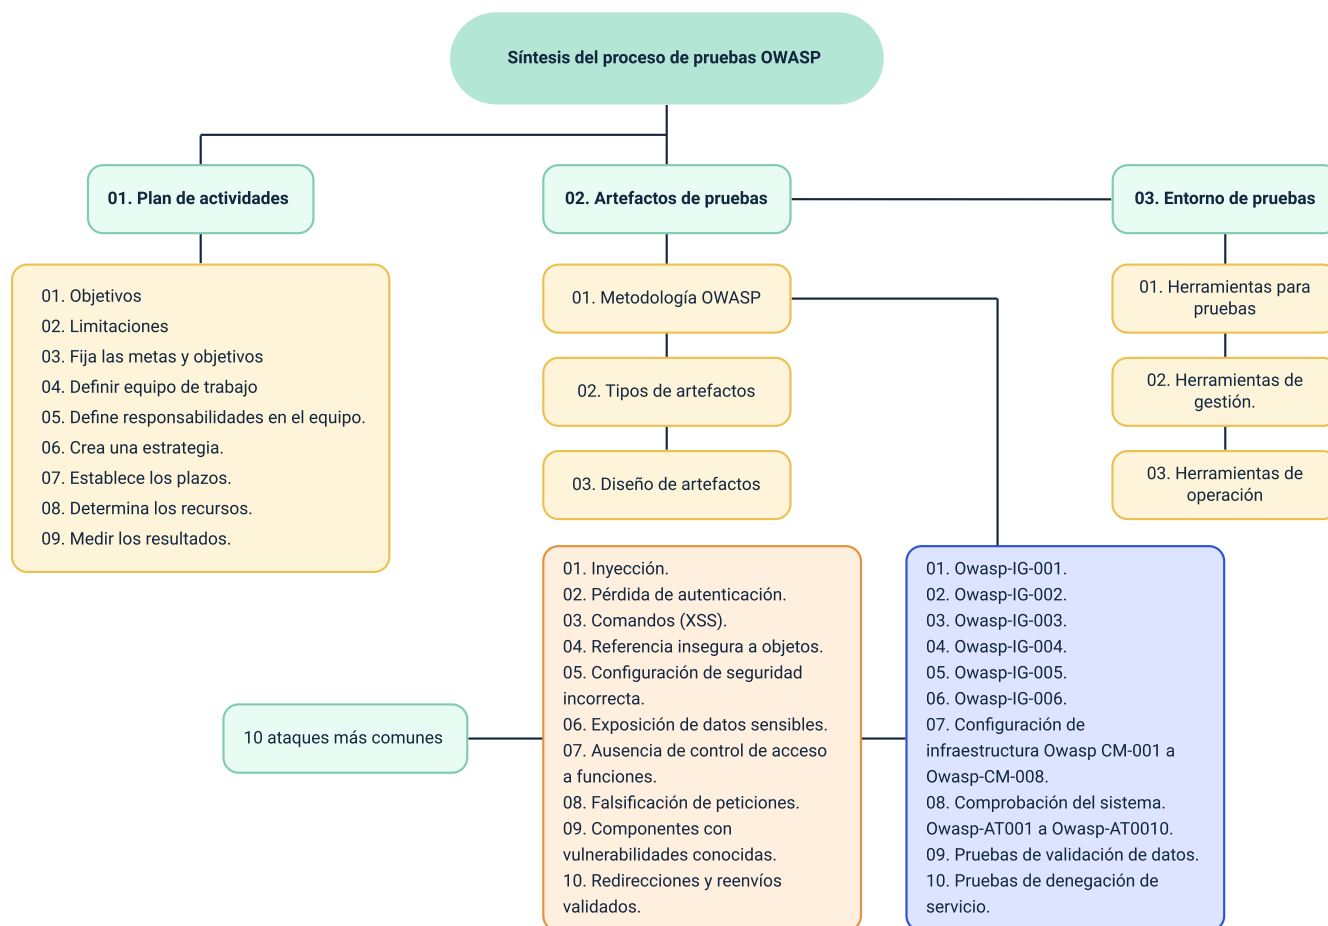 Síntesis del proceso de pruebas OWASP
01. Plan de actividades
02. Artefactos de pruebas
03. Entorno de pruebas
01. Objetivos
02. Limitaciones
03. Fija las metas y objetivos
04. Definir equipo de trabajo
05. Define responsabilidades en el equipo.
06. Crea una estrategia.
07. Establece los plazos.
08. Determina los recursos.
09. Medir los resultados.
01. Metodología OWASP
02. Tipos de artefactos
03. Diseño de artefactos
01. Herramientas para
pruebas
02. Herramientas de
gestión.
03. Herramientas de
operación
10 ataques más comunes
01. Inyección.
02. Pérdida de autenticación.
03. Comandos (XSS).
04. Referencia insegura a objetos.
05. Configuración de seguridad
incorrecta.
06. Exposición de datos sensibles.
07. Ausencia de control de acceso
a funciones.
08. Falsificación de peticiones.
09. Componentes con
vulnerabilidades conocidas.
10. Redirecciones y reenvíos
validados.
01. Owasp-IG-001.
02. Owasp-IG-002.
03. Owasp-IG-003.
04. Owasp-IG-004.
05. Owasp-IG-005.
06. Owasp-IG-006.
07. Configuración de
infraestructura Owasp CM-001 a
Owasp-CM-008.
08. Comprobación del sistema.
Owasp-AT001 a Owasp-AT0010.
09. Pruebas de validación de datos.
10. Pruebas de denegación de
servicio.